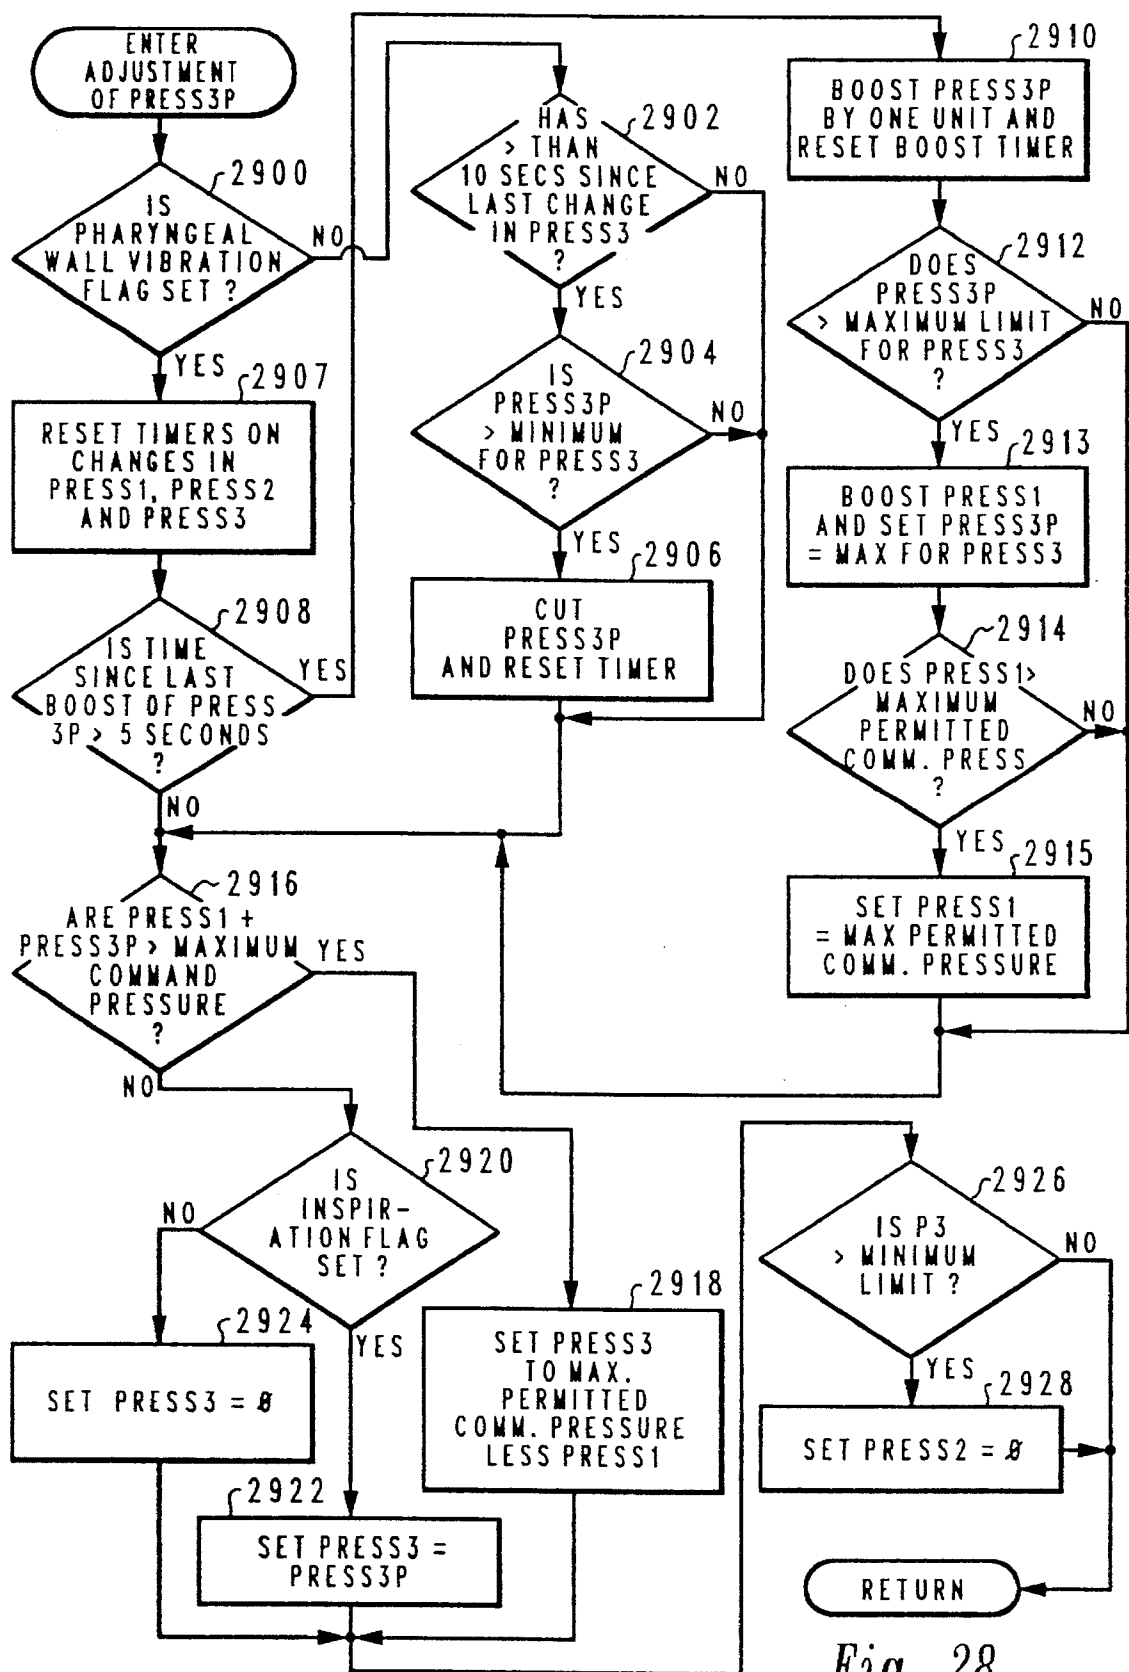 ENTER
ADJUSTMENT
OF PRESS3P
2900
IS
PHARYNGEAL
WALL VIBRATION
FLAG SET ?
NO
YES
2907
RESET TIMERS ON
CHANGES IN
PRESS1, PRESS2
AND PRESS3
2908
IS TIME
SINCE LAST
BOOST OF PRESS
3P > 5 SECONDS
?
YES
NO
2902
HAS
> THAN
10 SECS SINCE
LAST CHANGE
IN PRESS3
?
NO
YES
2904
IS
PRESS3P
> MINIMUM
FOR PRESS3
?
NO
YES
2906
CUT
PRESS3P
AND RESET TIMER
2910
BOOST PRESS3P
BY ONE UNIT AND
RESET BOOST TIMER
2912
DOES
PRESS3P
> MAXIMUM LIMIT
FOR PRESS3
?
NO
YES
2913
BOOST PRESS1
AND SET PRESS3P
= MAX FOR PRESS3
2914
DOES PRESS1>
MAXIMUM
PERMITTED
COMM. PRESS
?
NO
YES
2915
SET PRESS1
= MAX PERMITTED
COMM. PRESSURE
2916
ARE PRESS1 +
PRESS3P > MAXIMUM
COMMAND
PRESSURE
?
YES
NO
2920
IS
INSPIR-
ATION FLAG
SET ?
NO
YES
2924
SET PRESS3 = 0
2922
SET PRESS3 =
PRESS3P
2918
SET PRESS3
TO MAX.
PERMITTED
COMM. PRESSURE
LESS PRESS1
2926
IS P3
> MINIMUM
LIMIT ?
NO
YES
2928
SET PRESS2 = 0
RETURN
Fig. 28